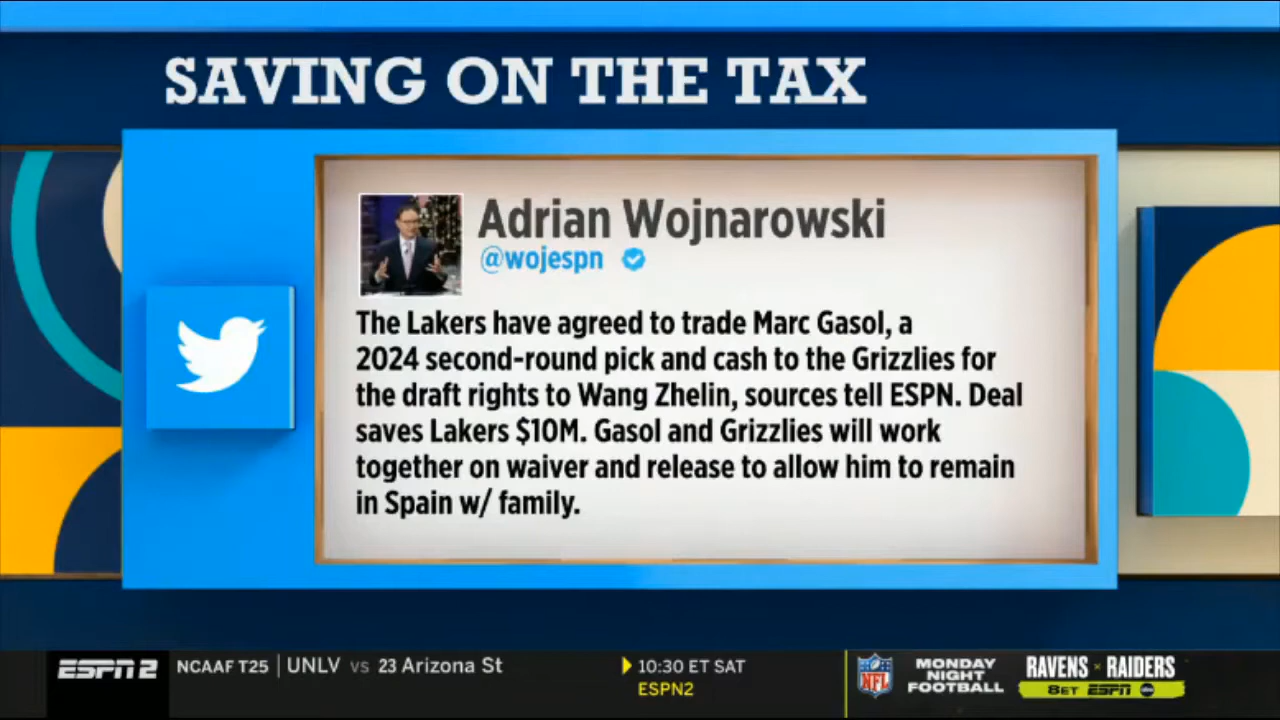 SAVING ON THE TAX
Adrian Wojnarowski
@wojespn
The Lakers have agreed to trade Marc Gasol, a
2024 second-round pick and cash to the Grizzlies for
the draft rights to Wang Zhelin, sources tell ESPN. Deal
saves Lakers $10M. Gasol and Grizzlies will work
together on waiver and release to allow him to remain
in Spain w/ family.
ESPN2
NCAAF T25 | UNLV vs 23 Arizona St
10:30 ET SAT
ESPN2
NFL
MONDAY
NIGHT
FOOTBALL
RAVENS × RAIDERS
8ET ESPN abc